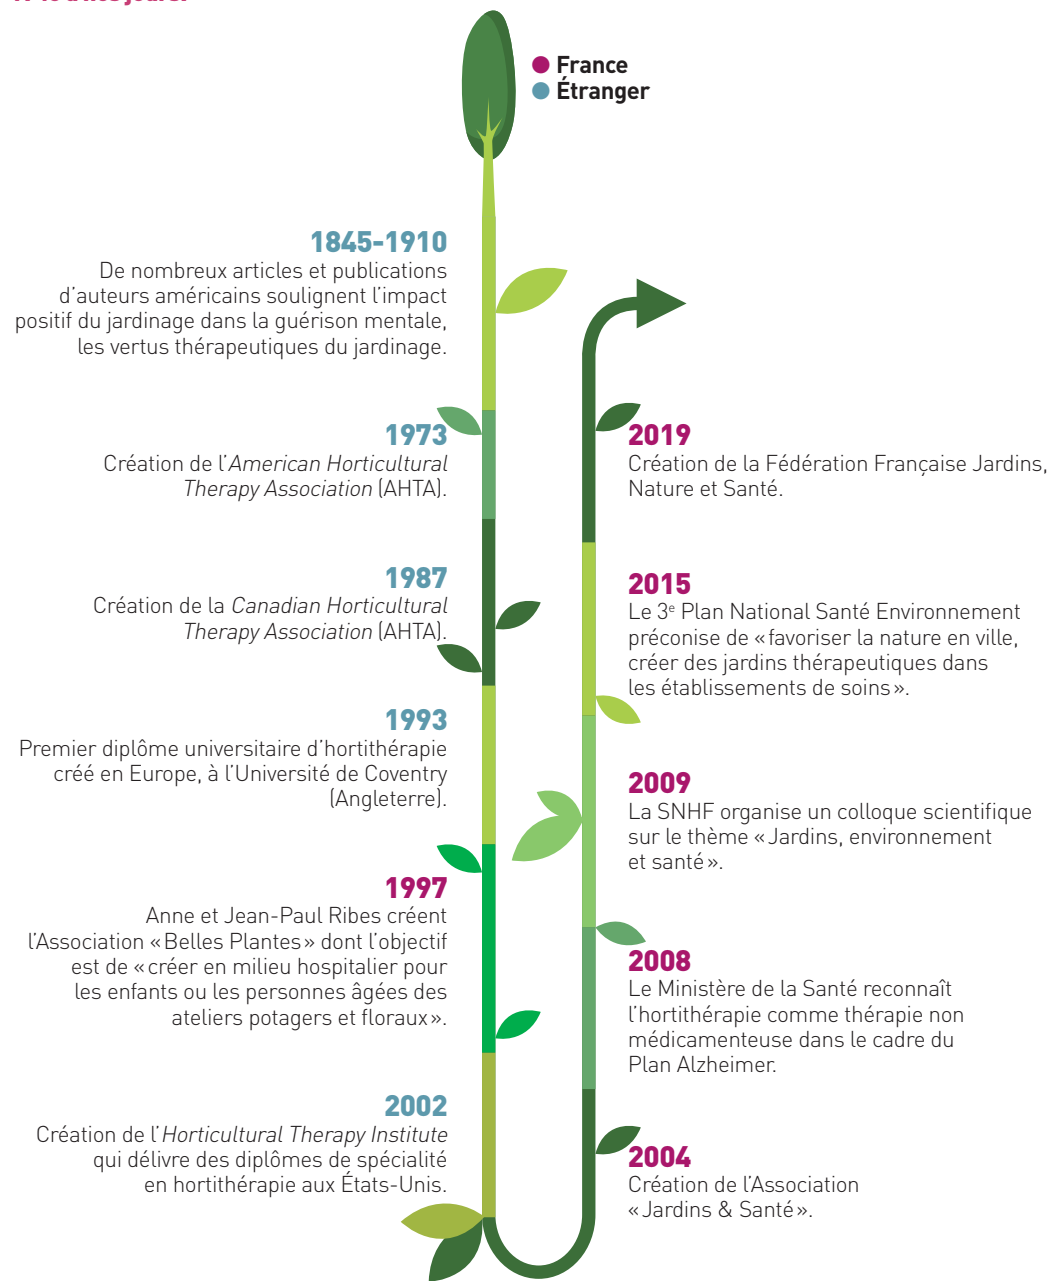 France
Étranger
1845-1910
De nombreux articles et publications
d’auteurs américains soulignent l’impact
positif du jardinage dans la guérison mentale,
les vertus thérapeutiques du jardinage.
1973
Création de l’American Horticultural
Therapy Association (AHTA).
1987
Création de la Canadian Horticultural
Therapy Association (AHTA).
1993
Premier diplôme universitaire d’hortithérapie
créé en Europe, à l’Université de Coventry
(Angleterre).
1997
Anne et Jean-Paul Ribes créent
l’Association «Belles Plantes» dont l’objectif
est de «créer en milieu hospitalier pour
les enfants ou les personnes âgées des
ateliers potagers et floraux».
2002
Création de l’Horticultural Therapy Institute
qui délivre des diplômes de spécialité
en hortithérapie aux États-Unis.
2004
Création de l’Association
«Jardins & Santé».
2008
Le Ministère de la Santé reconnaît
l’hortithérapie comme thérapie non
médicamenteuse dans le cadre du
Plan Alzheimer.
2009
La SNHF organise un colloque scientifique
sur le thème «Jardins, environnement
et santé».
2015
Le 3e Plan National Santé Environnement
préconise de «favoriser la nature en ville,
créer des jardins thérapeutiques dans
les établissements de soins».
2019
Création de la Fédération Française Jardins,
Nature et Santé.